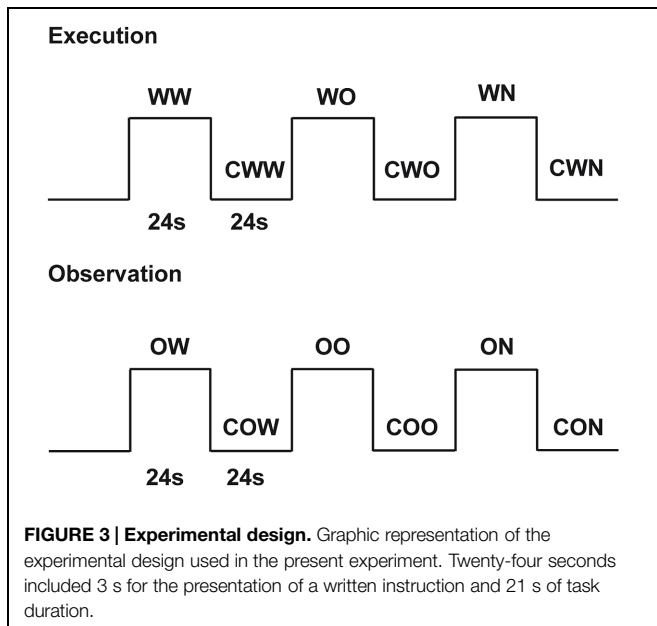 Execution
WW WO WN
CWW CWO CWN
24s 24s
Observation
OW OO ON
COW COO CON
24s 24s
FIGURE 3 | Experimental design. Graphic representation of the
experimental design used in the present experiment. Twenty-four seconds
included 3 s for the presentation of a written instruction and 21 s of task
duration.